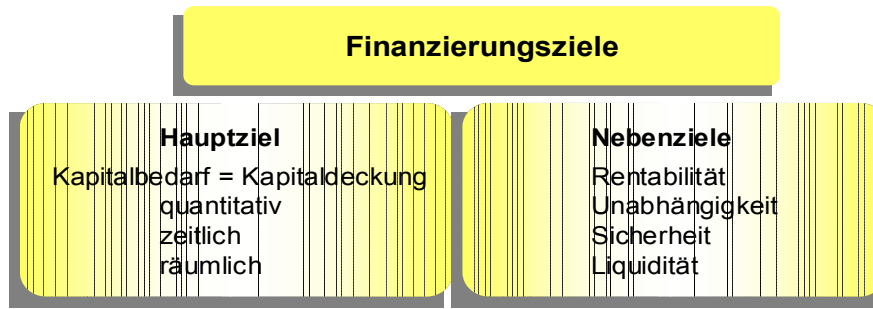 Finanzierungsziele
Hauptziel
Kapitalbedarf = Kapitaldeckung
quantitativ
zeitlich
räumlich
Nebenziele
Rentabilität
Unabhängigkeit
Sicherheit
Liquidität